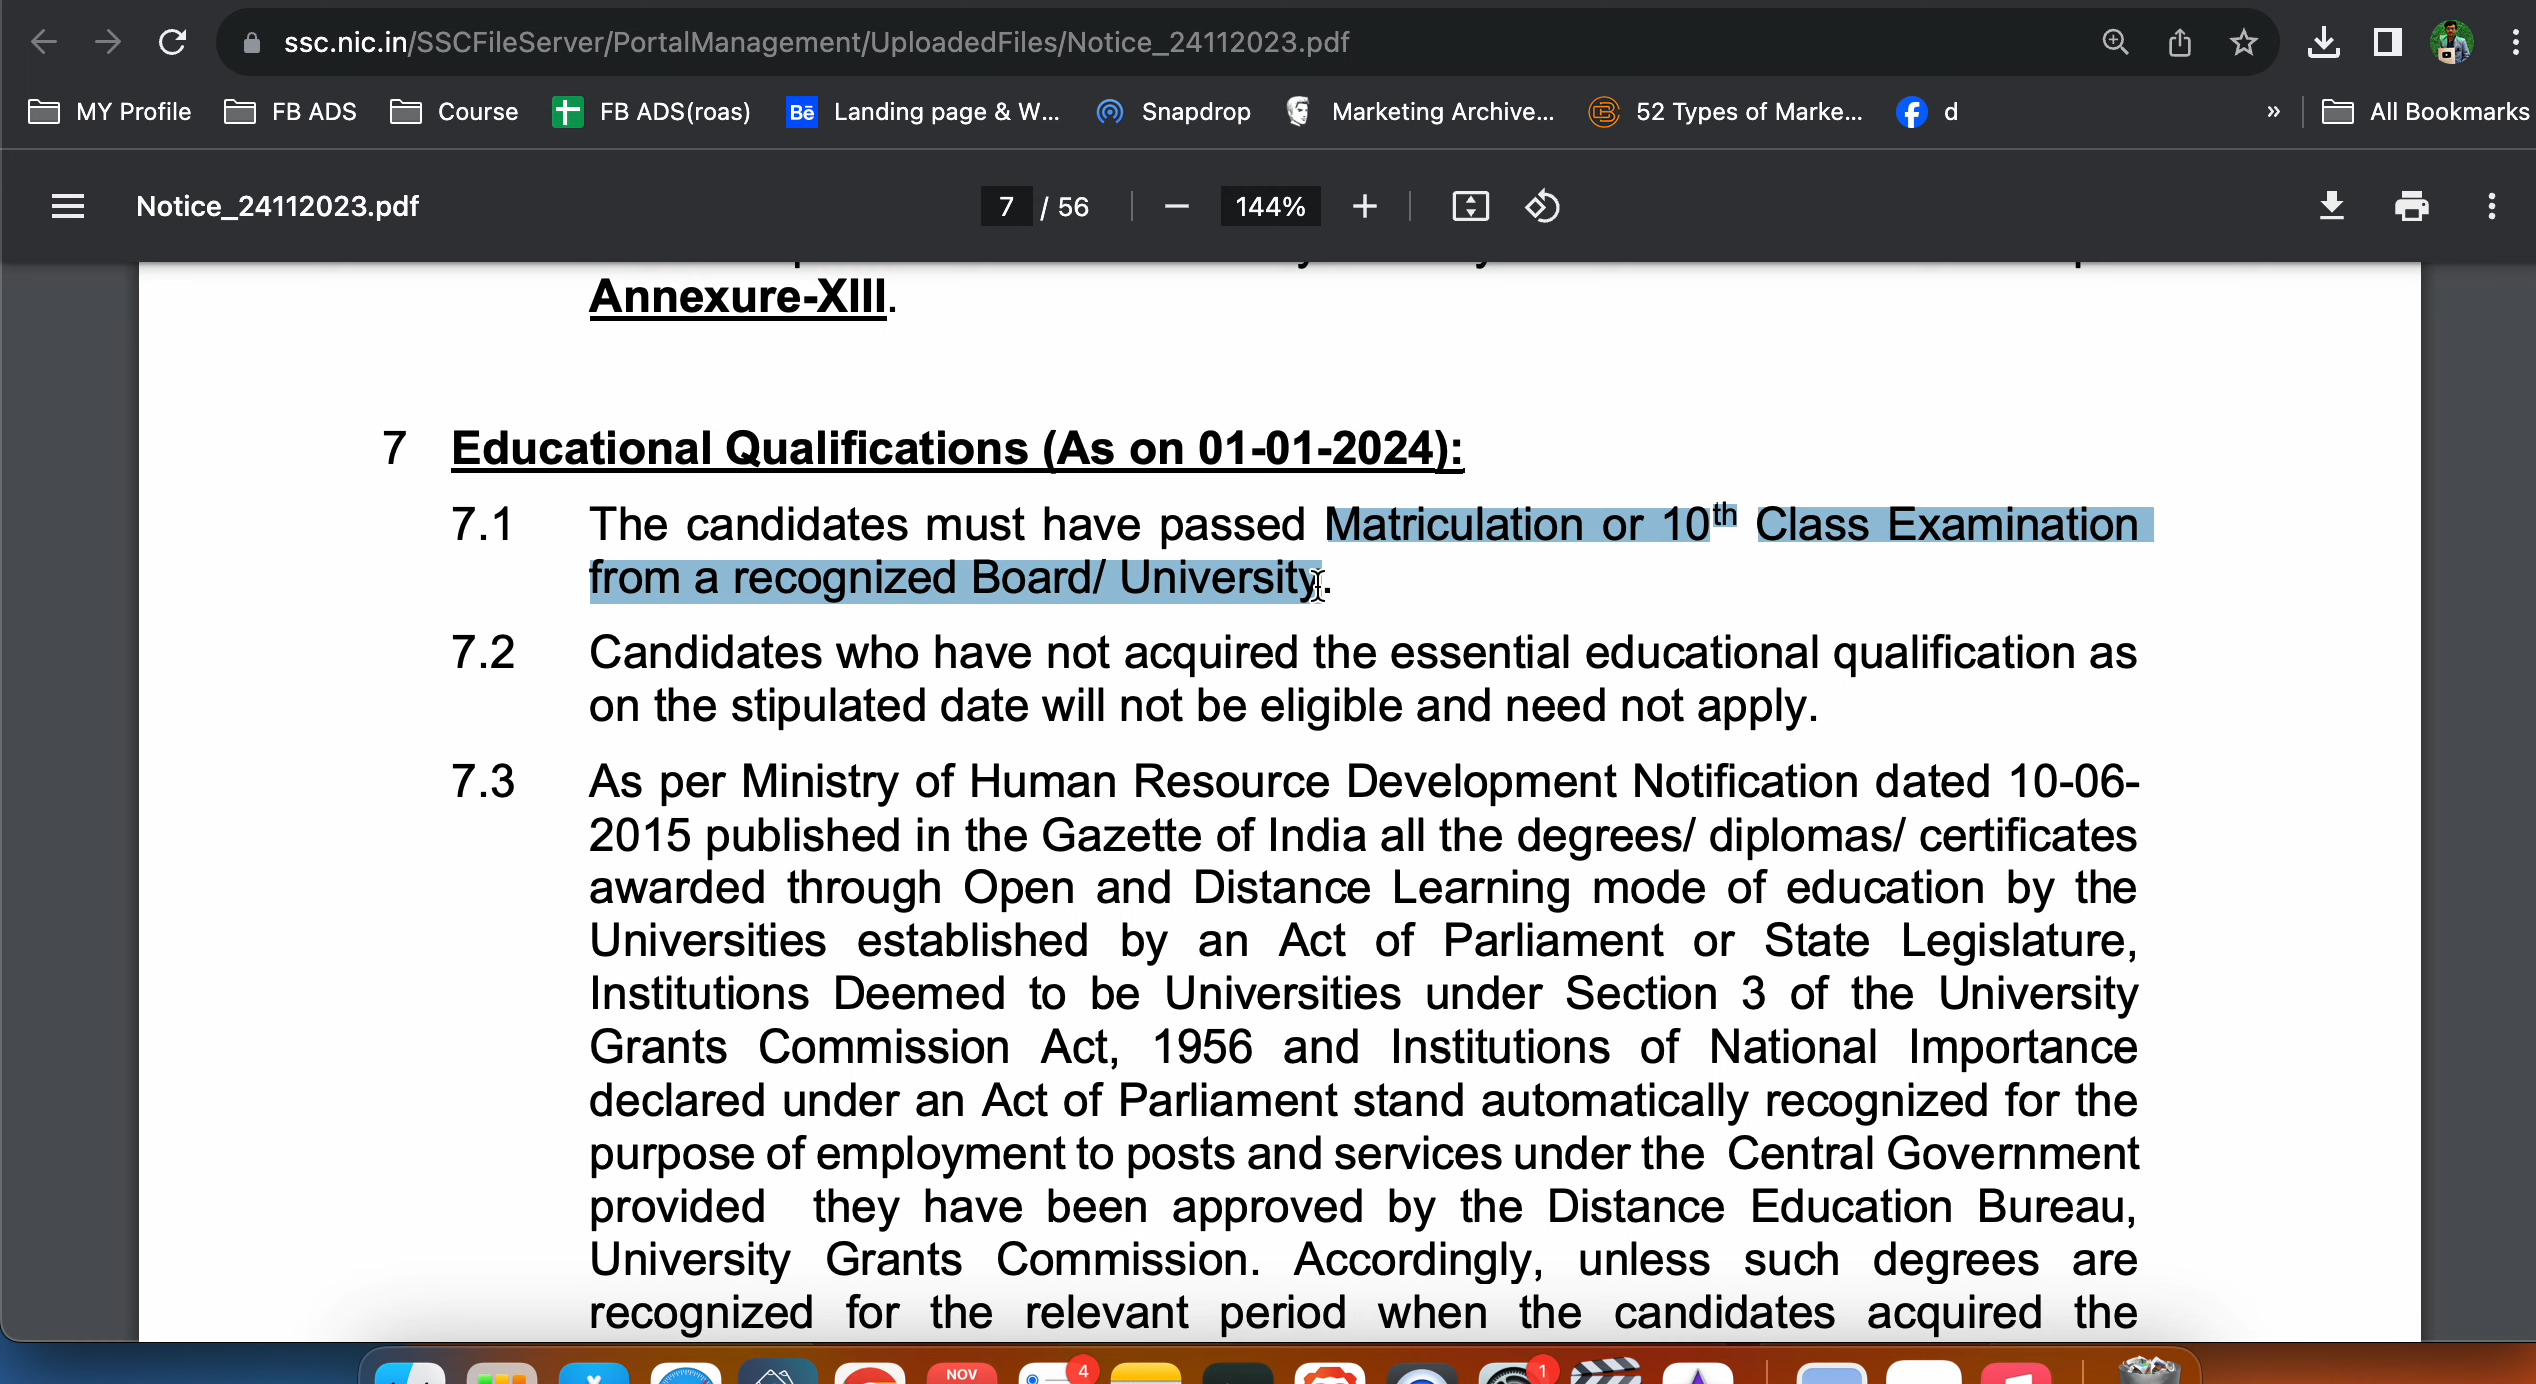 ssc.nic.in/SSCFileServer/PortalManagement/UploadedFiles/Notice_24112023.pdf
MY Profile FB ADS Course FB ADS(roas) Bē Landing page & W... Snapdrop Marketing Archive... 52 Types of Marke... d » All Bookmarks
Notice_24112023.pdf 7 / 56 144%
Annexure-XIII.
7 Educational Qualifications (As on 01-01-2024):
7.1 The candidates must have passed Matriculation or 10th Class Examination
from a recognized Board/ University.
7.2 Candidates who have not acquired the essential educational qualification as
on the stipulated date will not be eligible and need not apply.
7.3 As per Ministry of Human Resource Development Notification dated 10-06-
2015 published in the Gazette of India all the degrees/ diplomas/ certificates
awarded through Open and Distance Learning mode of education by the
Universities established by an Act of Parliament or State Legislature,
Institutions Deemed to be Universities under Section 3 of the University
Grants Commission Act, 1956 and Institutions of National Importance
declared under an Act of Parliament stand automatically recognized for the
purpose of employment to posts and services under the Central Government
provided they have been approved by the Distance Education Bureau,
University Grants Commission. Accordingly, unless such degrees are
recognized for the relevant period when the candidates acquired the
NOV 4 1